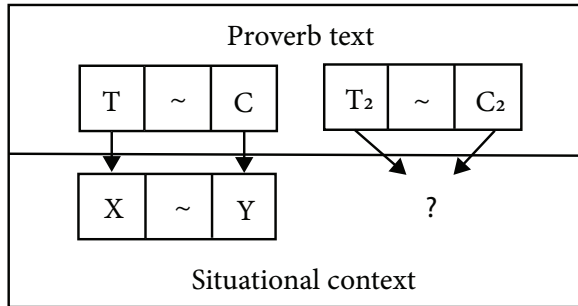 Proverb text
T ~ C T₂ ~ C₂
X ~ Y ?
Situational context